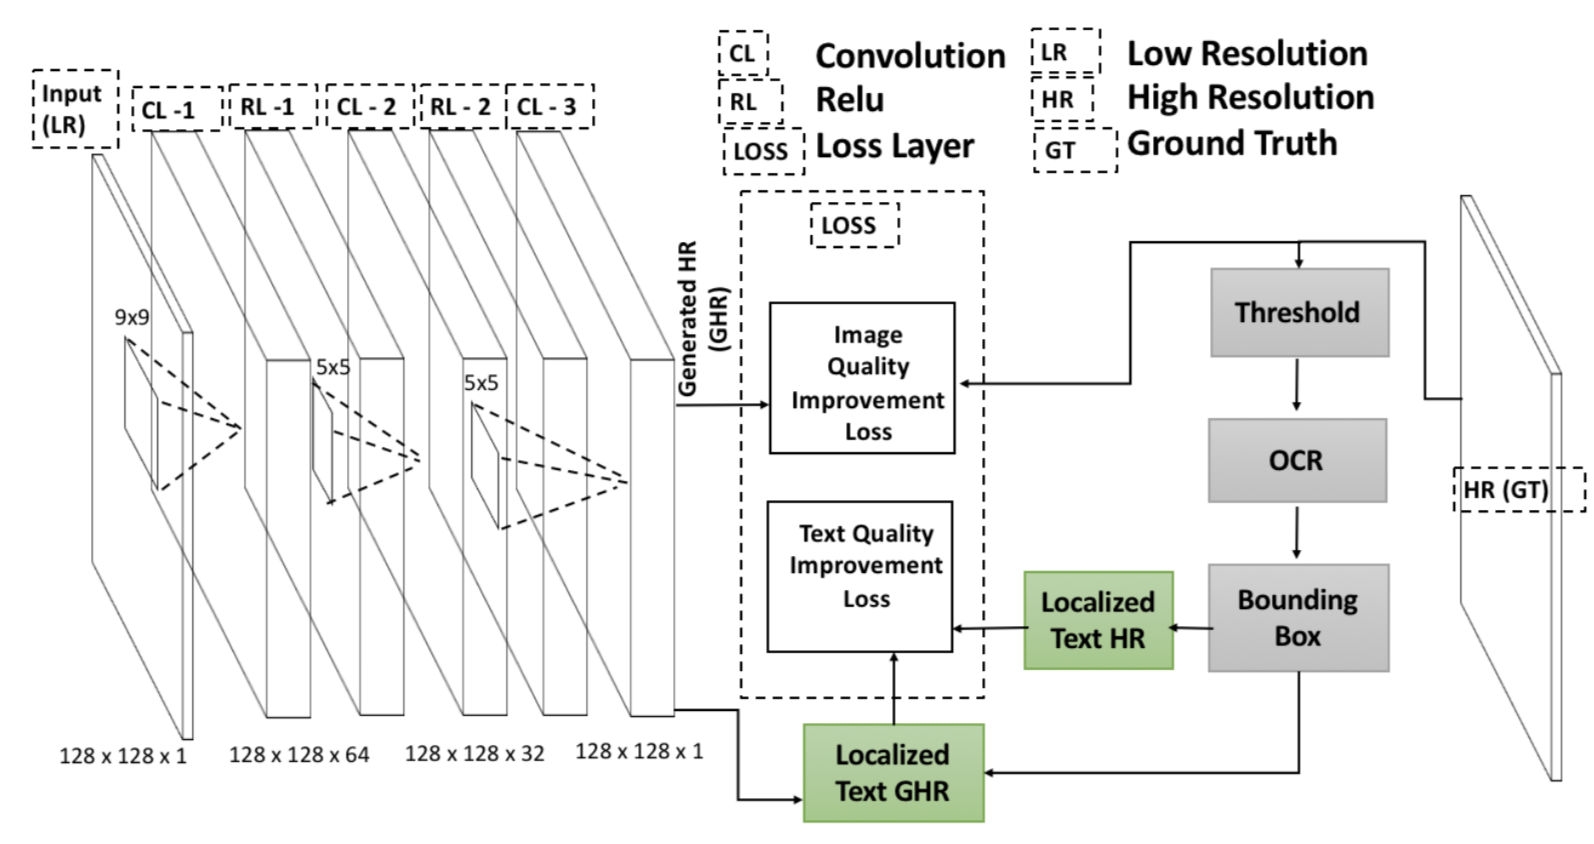 CL Convolution
RL Relu
LOSS Loss Layer
LR Low Resolution
HR High Resolution
GT Ground Truth
Input
(LR)
CL -1
RL -1
CL - 2
RL - 2
CL - 3
9x9
5x5
5x5
128 x 128 x 1
128 x 128 x 64
128 x 128 x 32
128 x 128 x 1
Generated HR
(GHR)
LOSS
Image
Quality
Improvement
Loss
Text Quality
Improvement
Loss
Localized
Text GHR
Localized
Text HR
Threshold
OCR
Bounding
Box
HR (GT)